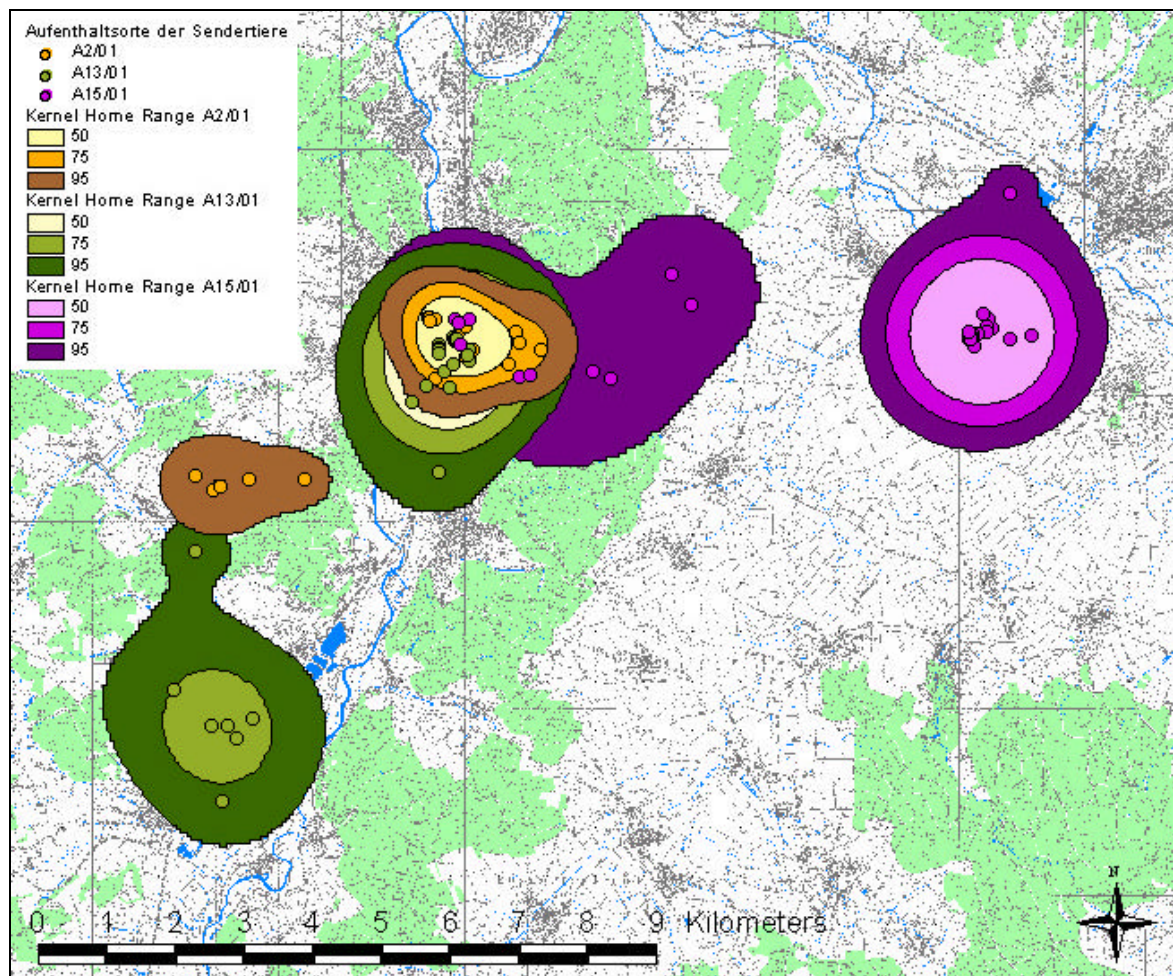 Aufenthaltsorte der Sendertiere
A2/01
A13/01
A15/01
Kernel Home Range A2/01
50
75
95
Kernel Home Range A13/01
50
75
95
Kernel Home Range A15/01
50
75
95
N
0 1 2 3 4 5 6 7 8 9 Kilometers